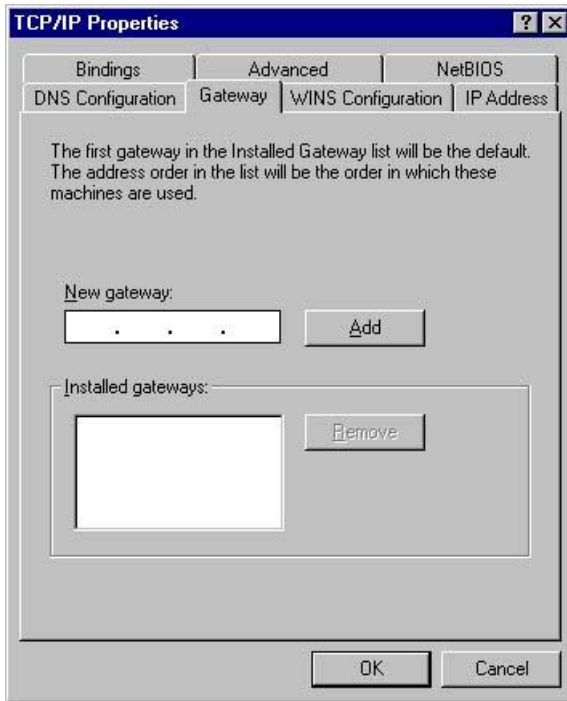 TCP/IP Properties
Bindings Advanced NetBIOS
DNS Configuration Gateway WINS Configuration IP Address
The first gateway in the Installed Gateway list will be the default.
The address order in the list will be the order in which these
machines are used.
New gateway:
. . .
Add
Installed gateways:
Remove
OK Cancel